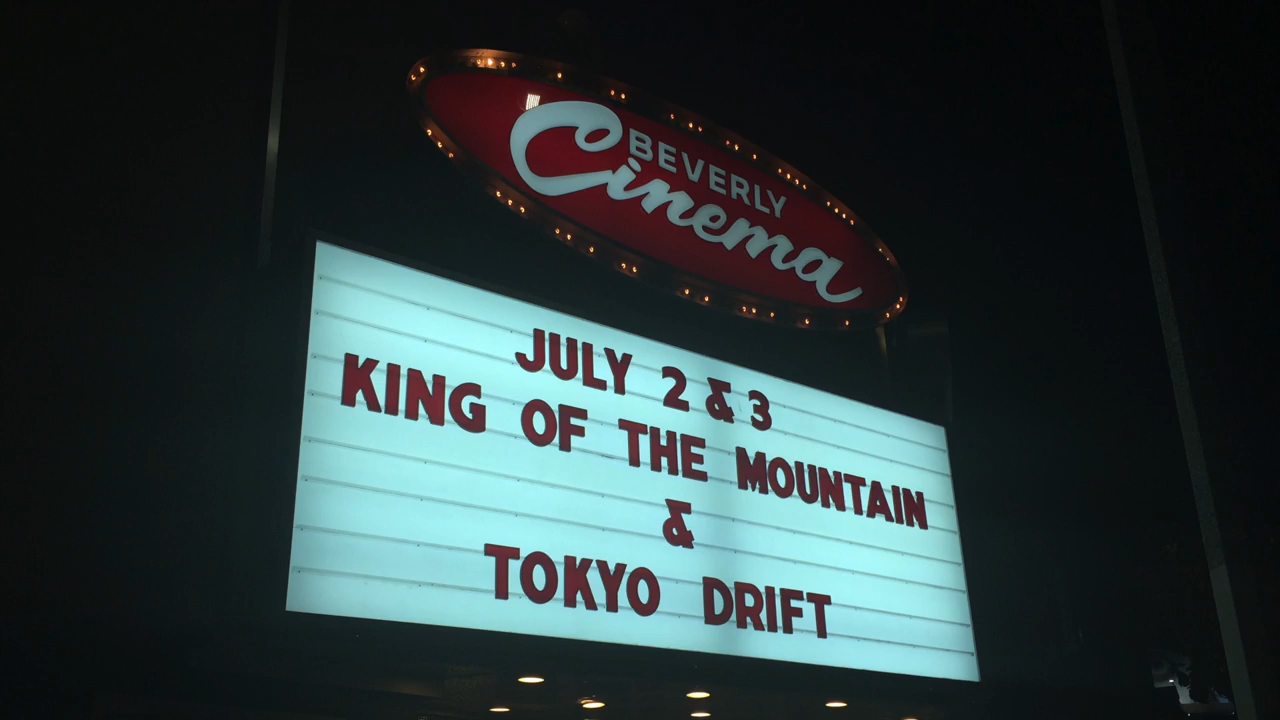 BEVERLY
Cinema
JULY 2 & 3
KING OF THE MOUNTAIN
&
TOKYO DRIFT